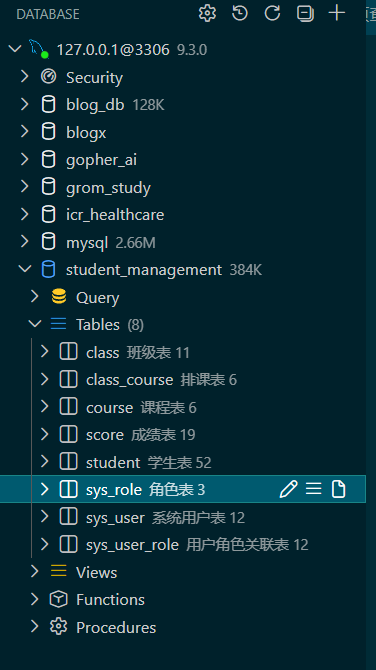 DATABASE
127.0.0.1@3306 9.3.0
Security
blog_db 128K
blogx
gopher_ai
grom_study
icr_healthcare
mysql 2.66M
student_management 384K
Query
Tables (8)
class 班级表 11
class_course 排课表 6
course 课程表 6
score 成绩表 19
student 学生表 52
sys_role 角色表 3
sys_user 系统用户表 12
sys_user_role 用户角色关联表 12
Views
Functions
Procedures